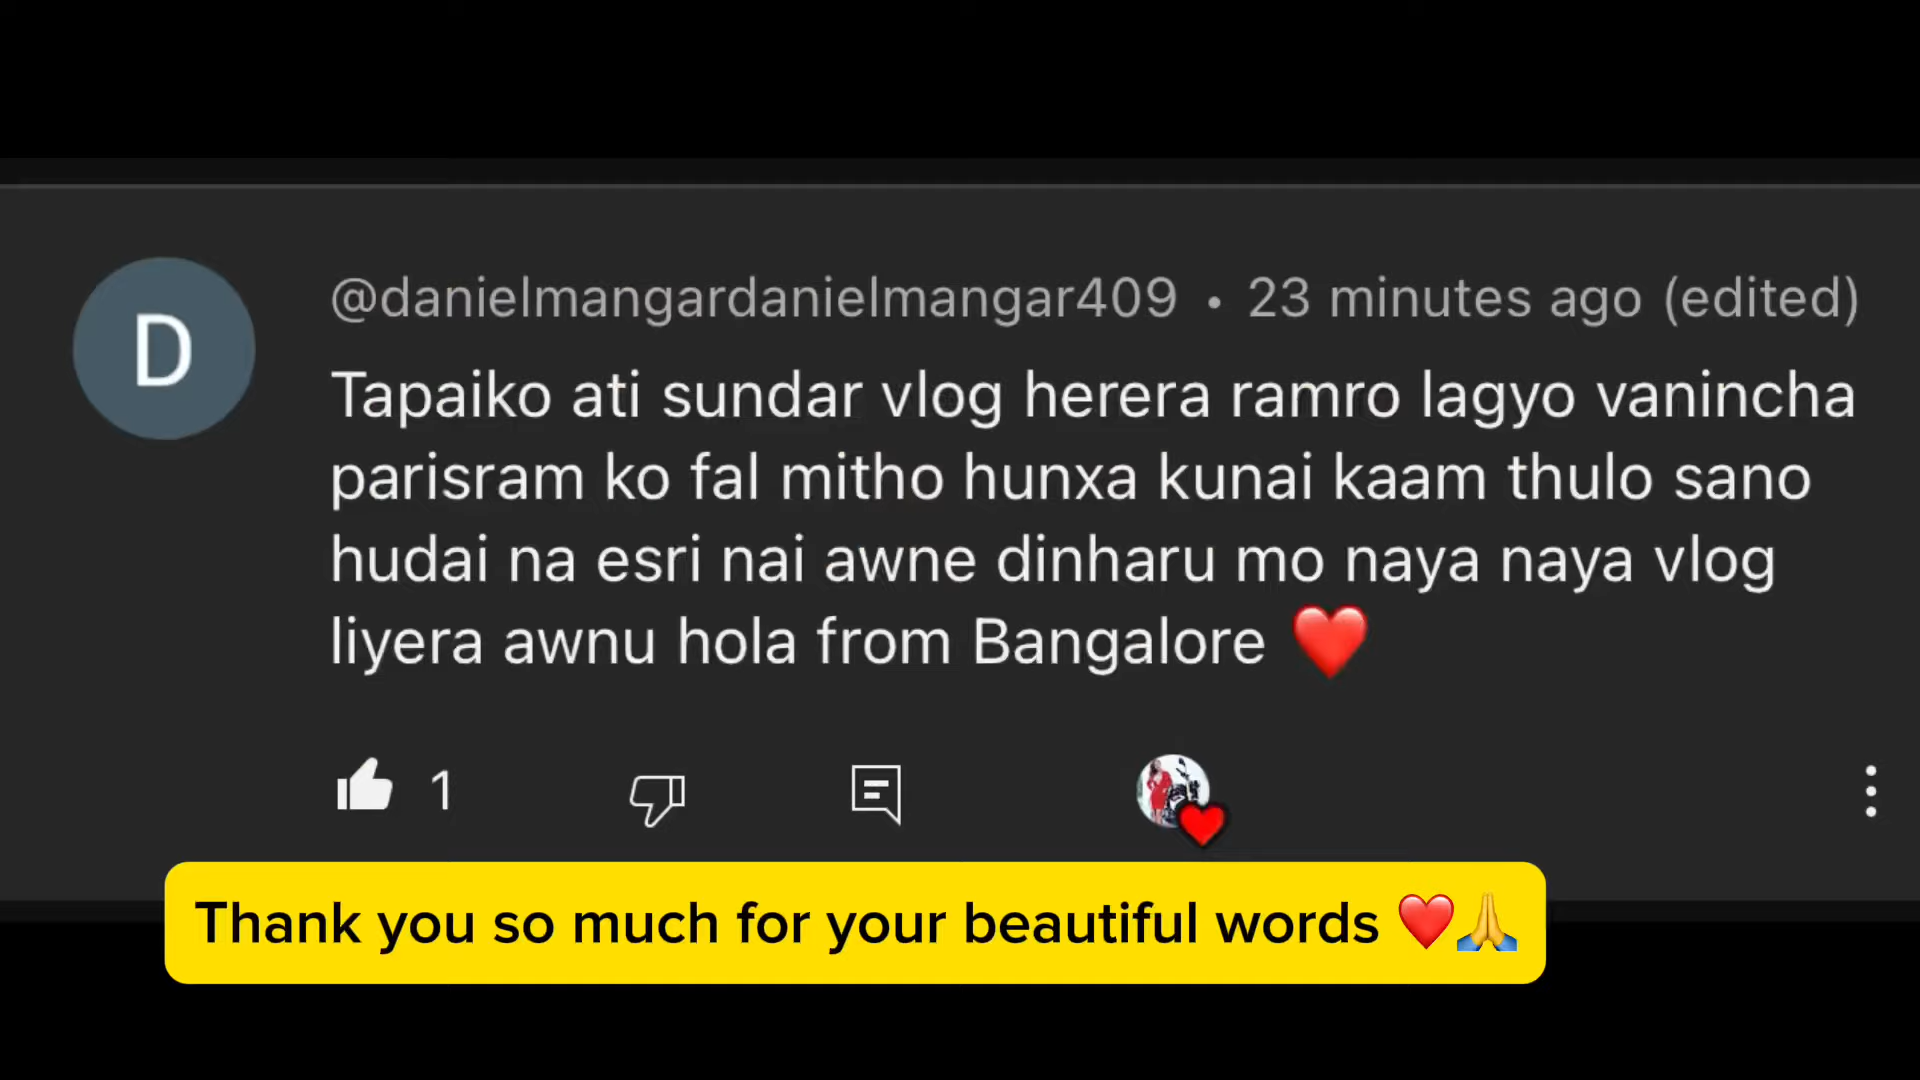 D
@danielmangardanielmangar409 • 23 minutes ago (edited)
Tapaiko ati sundar vlog herera ramro lagyo vanincha
parisram ko fal mitho hunxa kunai kaam thulo sano
hudai na esri nai awne dinharu mo naya naya vlog
liyera awnu hola from Bangalore ❤️
1
Thank you so much for your beautiful words ❤️🙏